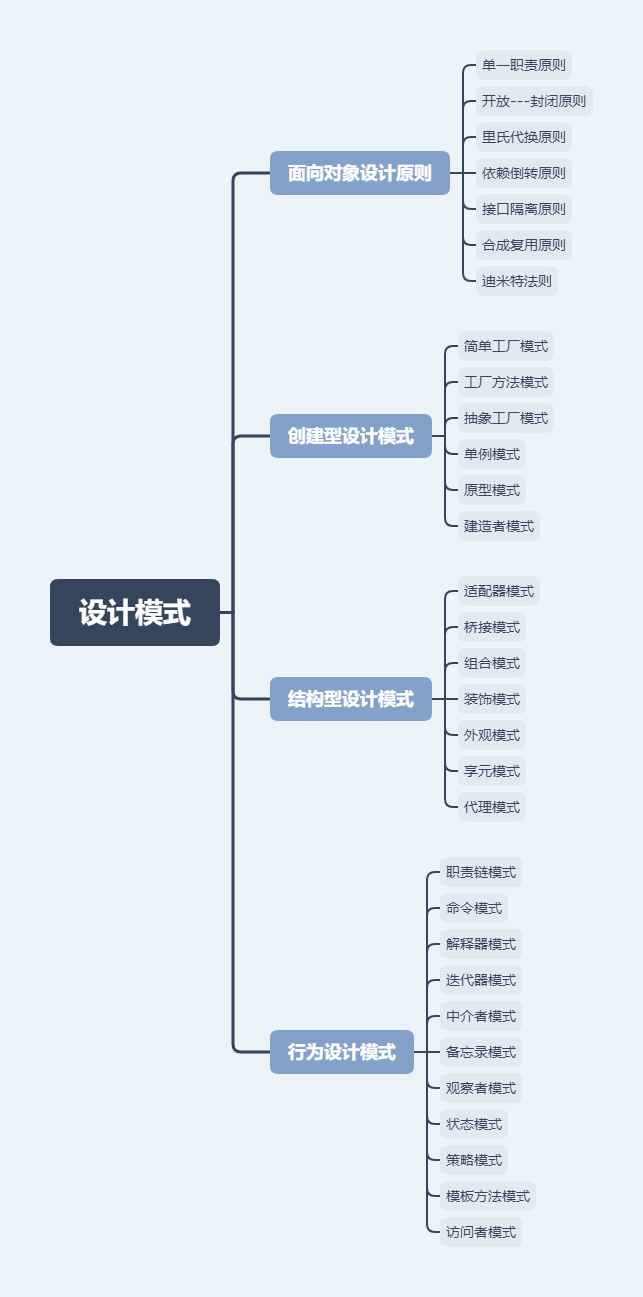 设计模式
面向对象设计原则
单一职责原则
开放---封闭原则
里氏代换原则
依赖倒转原则
接口隔离原则
合成复用原则
迪米特法则
创建型设计模式
简单工厂模式
工厂方法模式
抽象工厂模式
单例模式
原型模式
建造者模式
结构型设计模式
适配器模式
桥接模式
组合模式
装饰模式
外观模式
享元模式
代理模式
行为设计模式
职责链模式
命令模式
解释器模式
迭代器模式
中介者模式
备忘录模式
观察者模式
状态模式
策略模式
模板方法模式
访问者模式